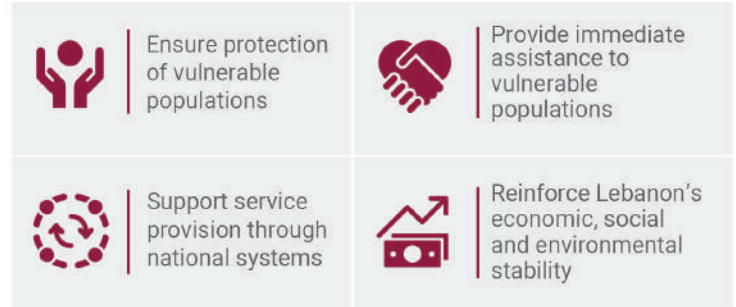 Ensure protection
of vulnerable
populations
Provide immediate
assistance to
vulnerable
populations
Support service
provision through
national systems
Reinforce Lebanon's
economic, social
and environmental
stability